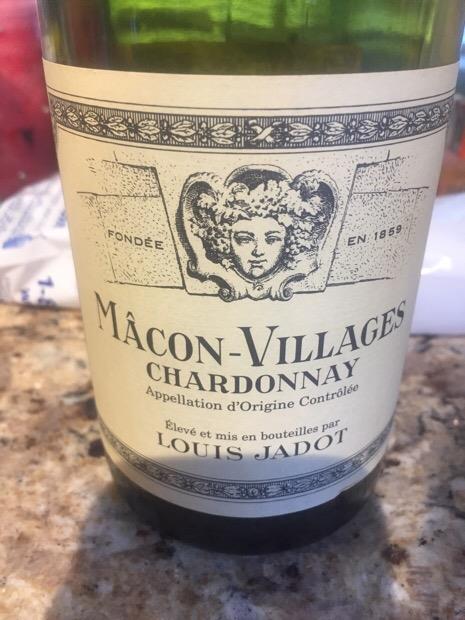 FONDÉE EN 1859
MÂCON-VILLAGES
CHARDONNAY
Appellation d'Origine Contrôlée
Élevé et mis en bouteilles par
LOUIS JADOT